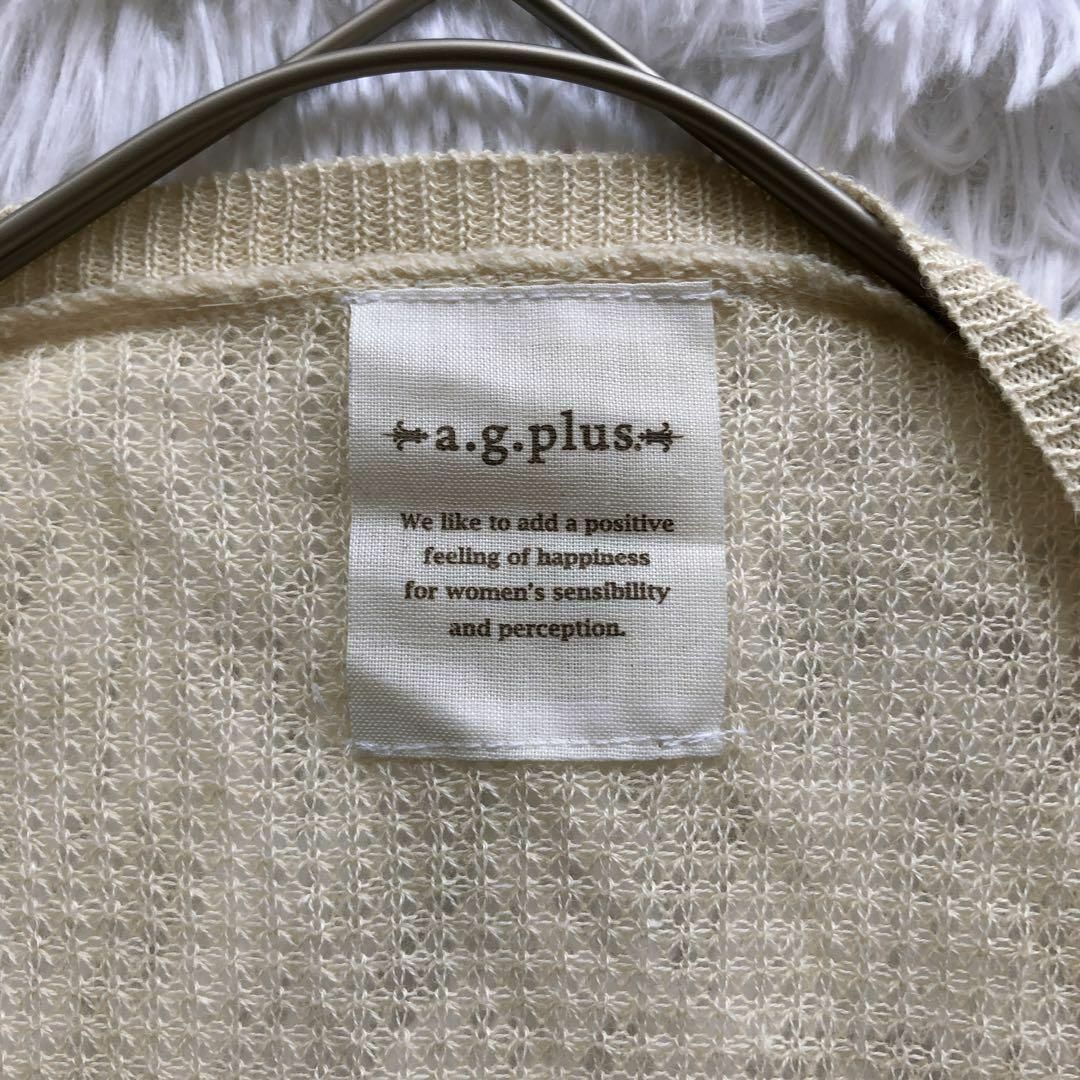 a.g.plus.
We like to add a positive
feeling of happiness
for women's sensibility
and perception.